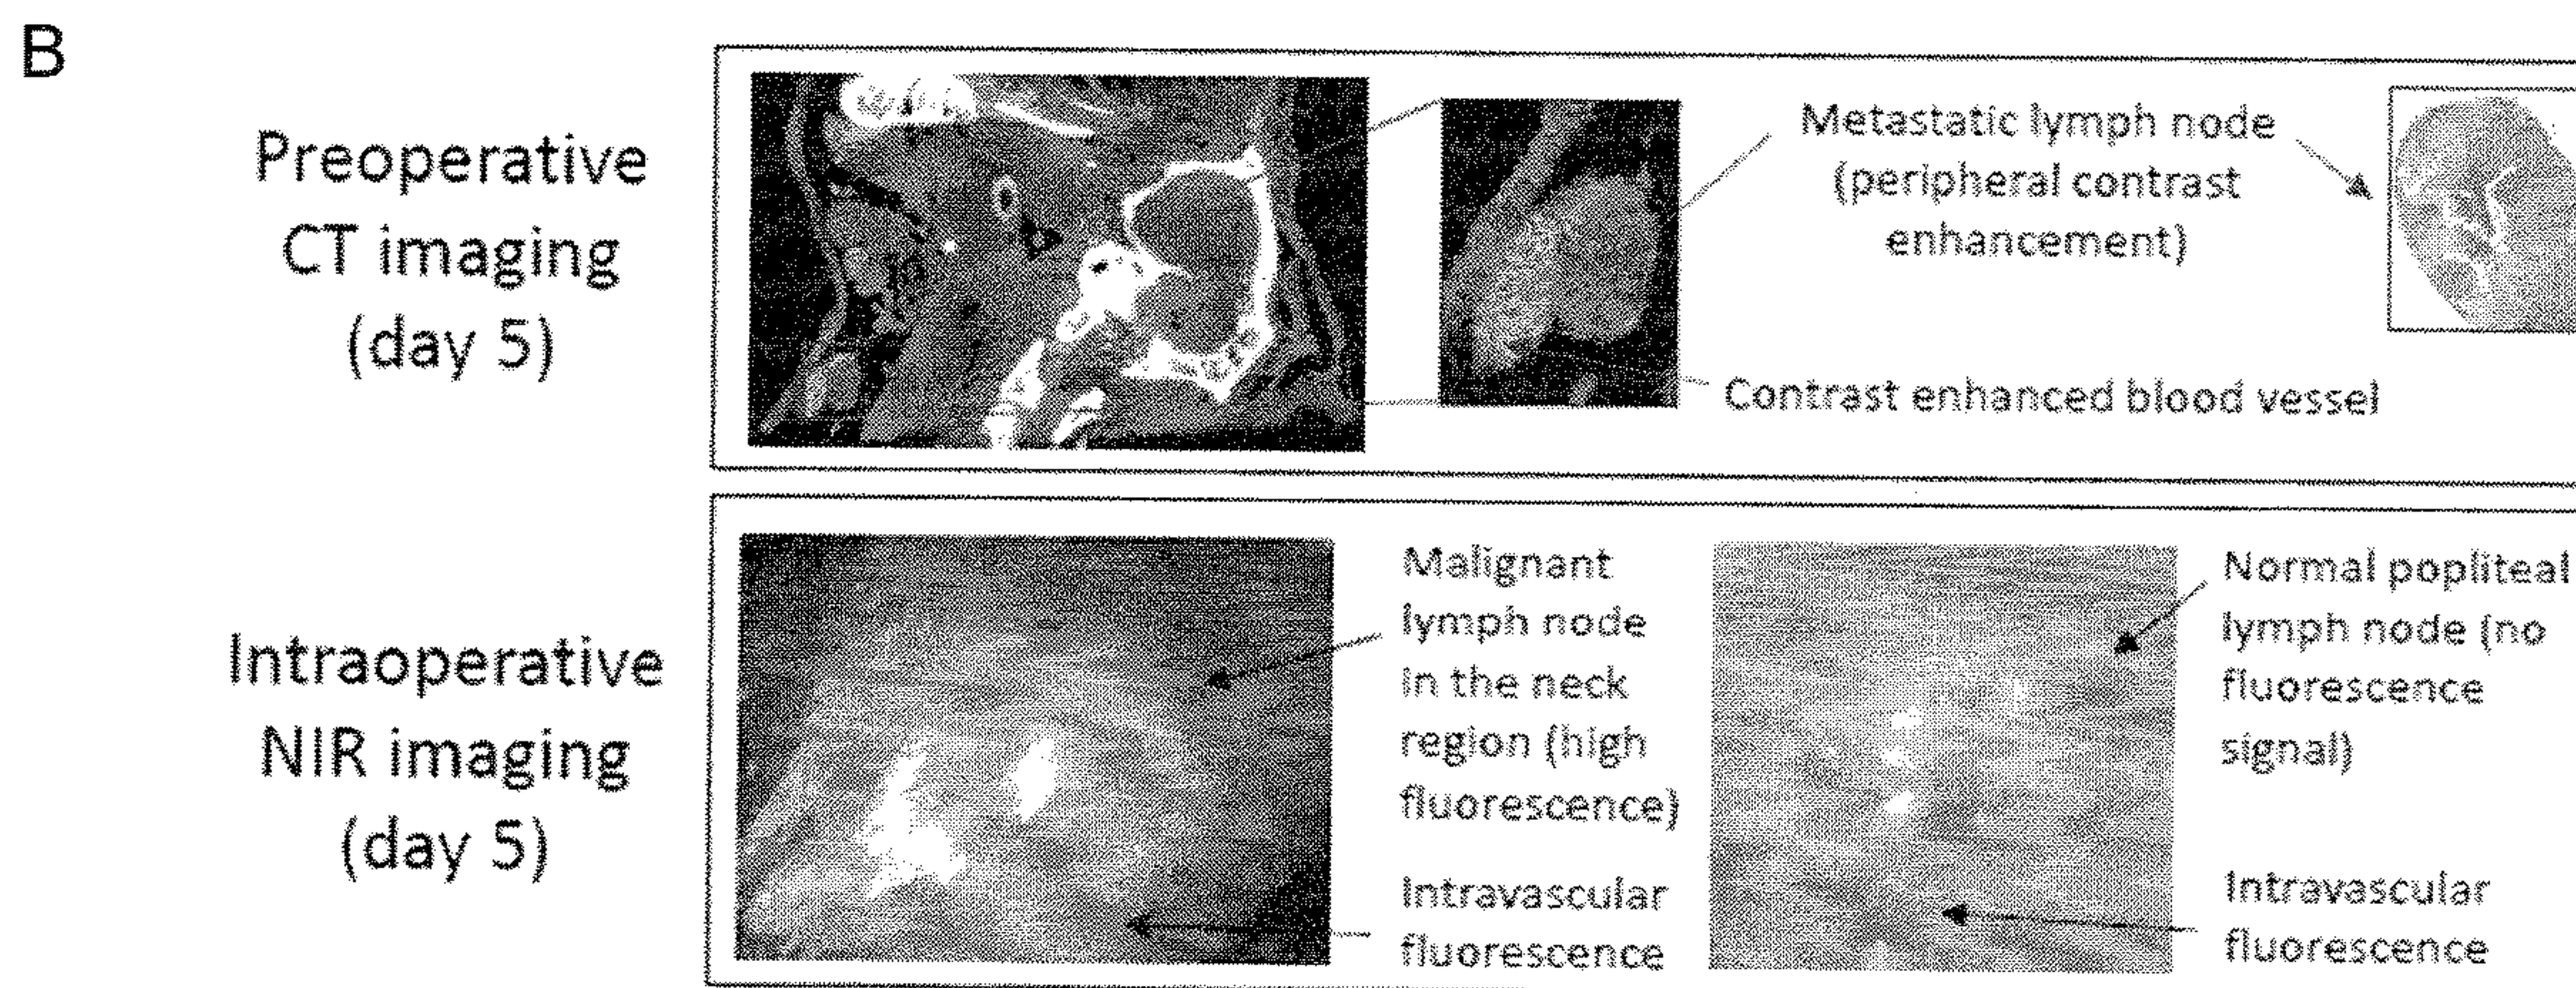 B
Preoperative
CT imaging
(day 5)
Metastatic lymph node
(peripheral contrast
enhancement)
Contrast enhanced blood vessel
Intraoperative
NIR imaging
(day 5)
Malignant
lymph node
in the neck
region (high
fluorescence)
Intravascular
fluorescence
Normal popliteal
lymph node (no
fluorescence
signal)
Intravascular
fluorescence